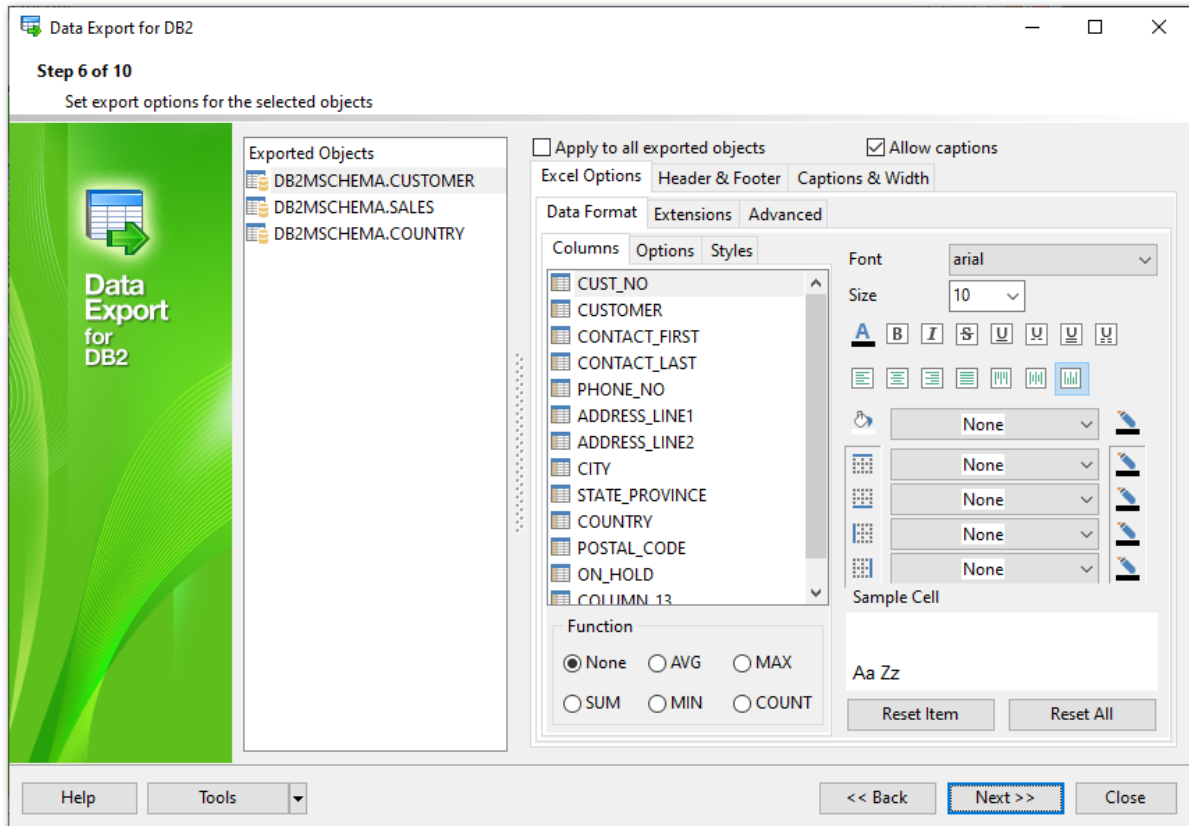 Data Export for DB2
Step 6 of 10
Set export options for the selected objects
Data
Export
for
DB2
Exported Objects
DB2MSCHEMA.CUSTOMER
DB2MSCHEMA.SALES
DB2MSCHEMA.COUNTRY
Apply to all exported objects Allow captions
Excel Options Header & Footer Captions & Width
Data Format Extensions Advanced
Columns Options Styles
CUST_NO
CUSTOMER
CONTACT_FIRST
CONTACT_LAST
PHONE_NO
ADDRESS_LINE1
ADDRESS_LINE2
CITY
STATE_PROVINCE
COUNTRY
POSTAL_CODE
ON_HOLD
COLUMN_13
Function
None AVG MAX
SUM MIN COUNT
Font arial
Size 10
A B I S U U U U
None
None
None
None
None
Sample Cell
Aa Zz
Reset Item Reset All
Help Tools << Back Next >> Close